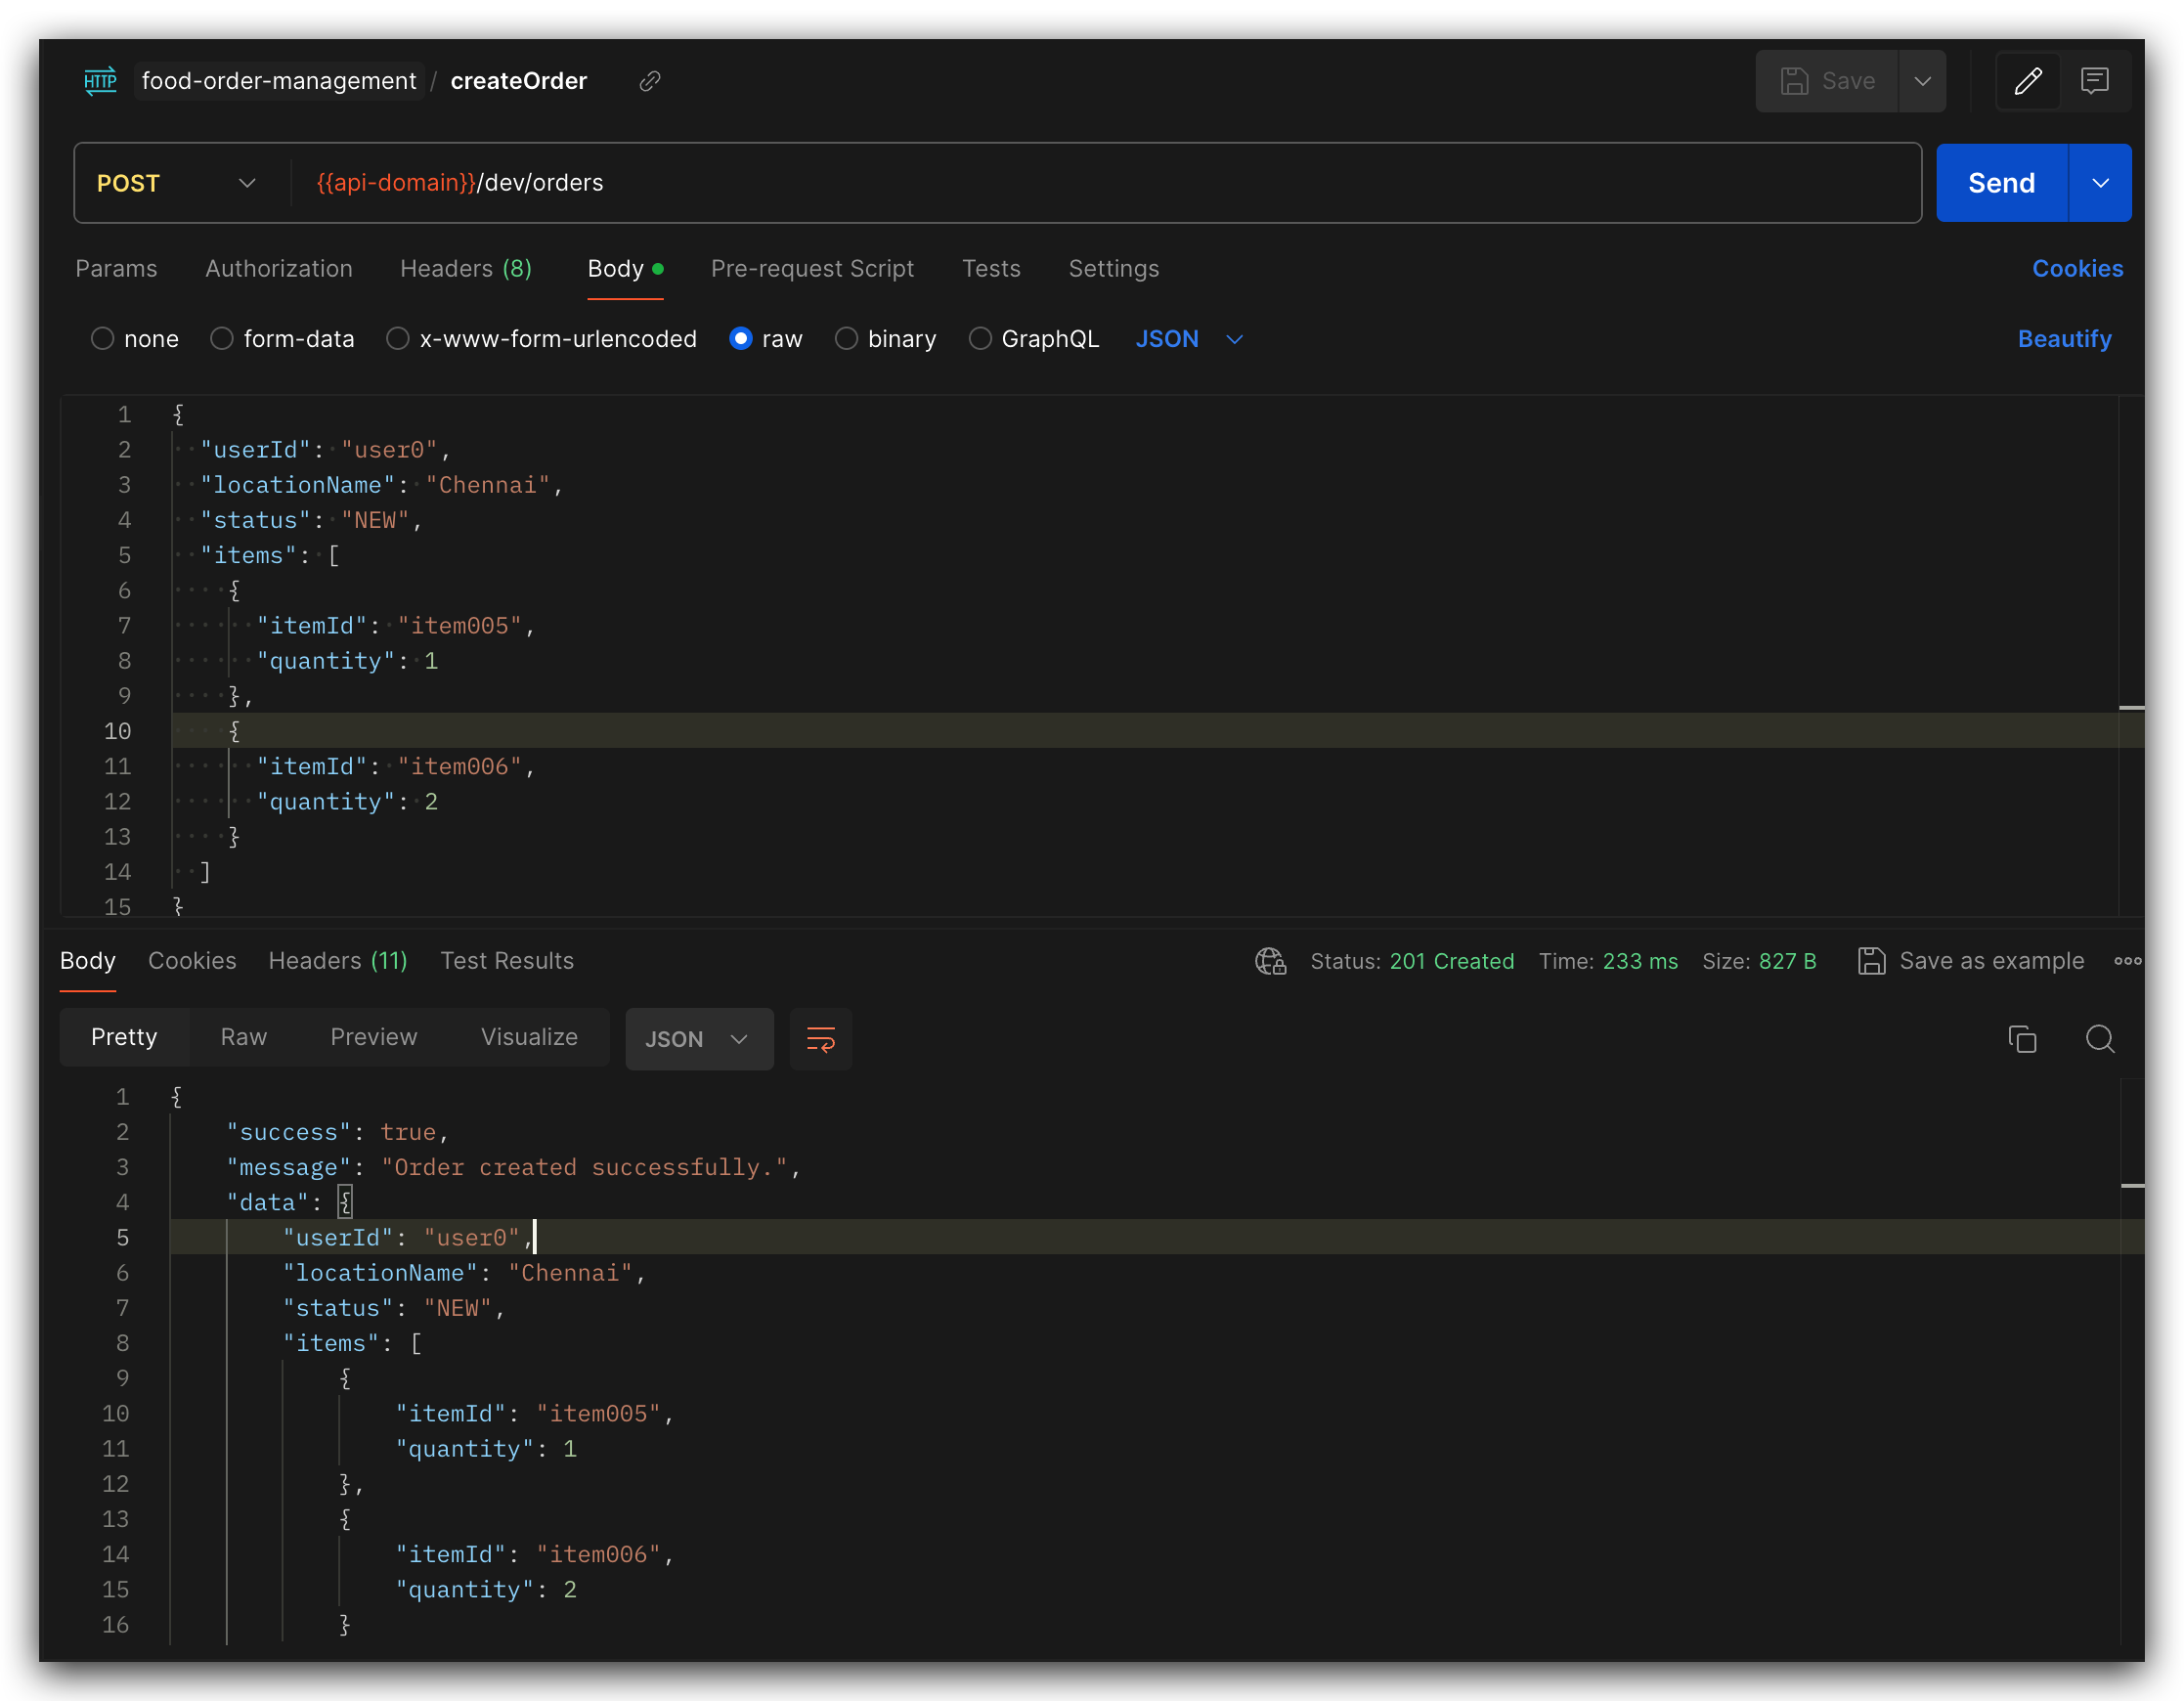 HTTP food-order-management / createOrder Save
POST {{api-domain}}/dev/orders Send
Params Authorization Headers (8) Body Pre-request Script Tests Settings Cookies
none form-data x-www-form-urlencoded raw binary GraphQL JSON Beautify
1 {
2 "userId": "user0",
3 "locationName": "Chennai",
4 "status": "NEW",
5 "items": [
6 {
7 "itemId": "item005",
8 "quantity": 1
9 },
10 {
11 "itemId": "item006",
12 "quantity": 2
13 }
14 ]
15 }
Body Cookies Headers (11) Test Results Status: 201 Created Time: 233 ms Size: 827 B Save as example
Pretty Raw Preview Visualize JSON
1 {
2 "success": true,
3 "message": "Order created successfully.",
4 "data": {
5 "userId": "user0",
6 "locationName": "Chennai",
7 "status": "NEW",
8 "items": [
9 {
10 "itemId": "item005",
11 "quantity": 1
12 },
13 {
14 "itemId": "item006",
15 "quantity": 2
16 }